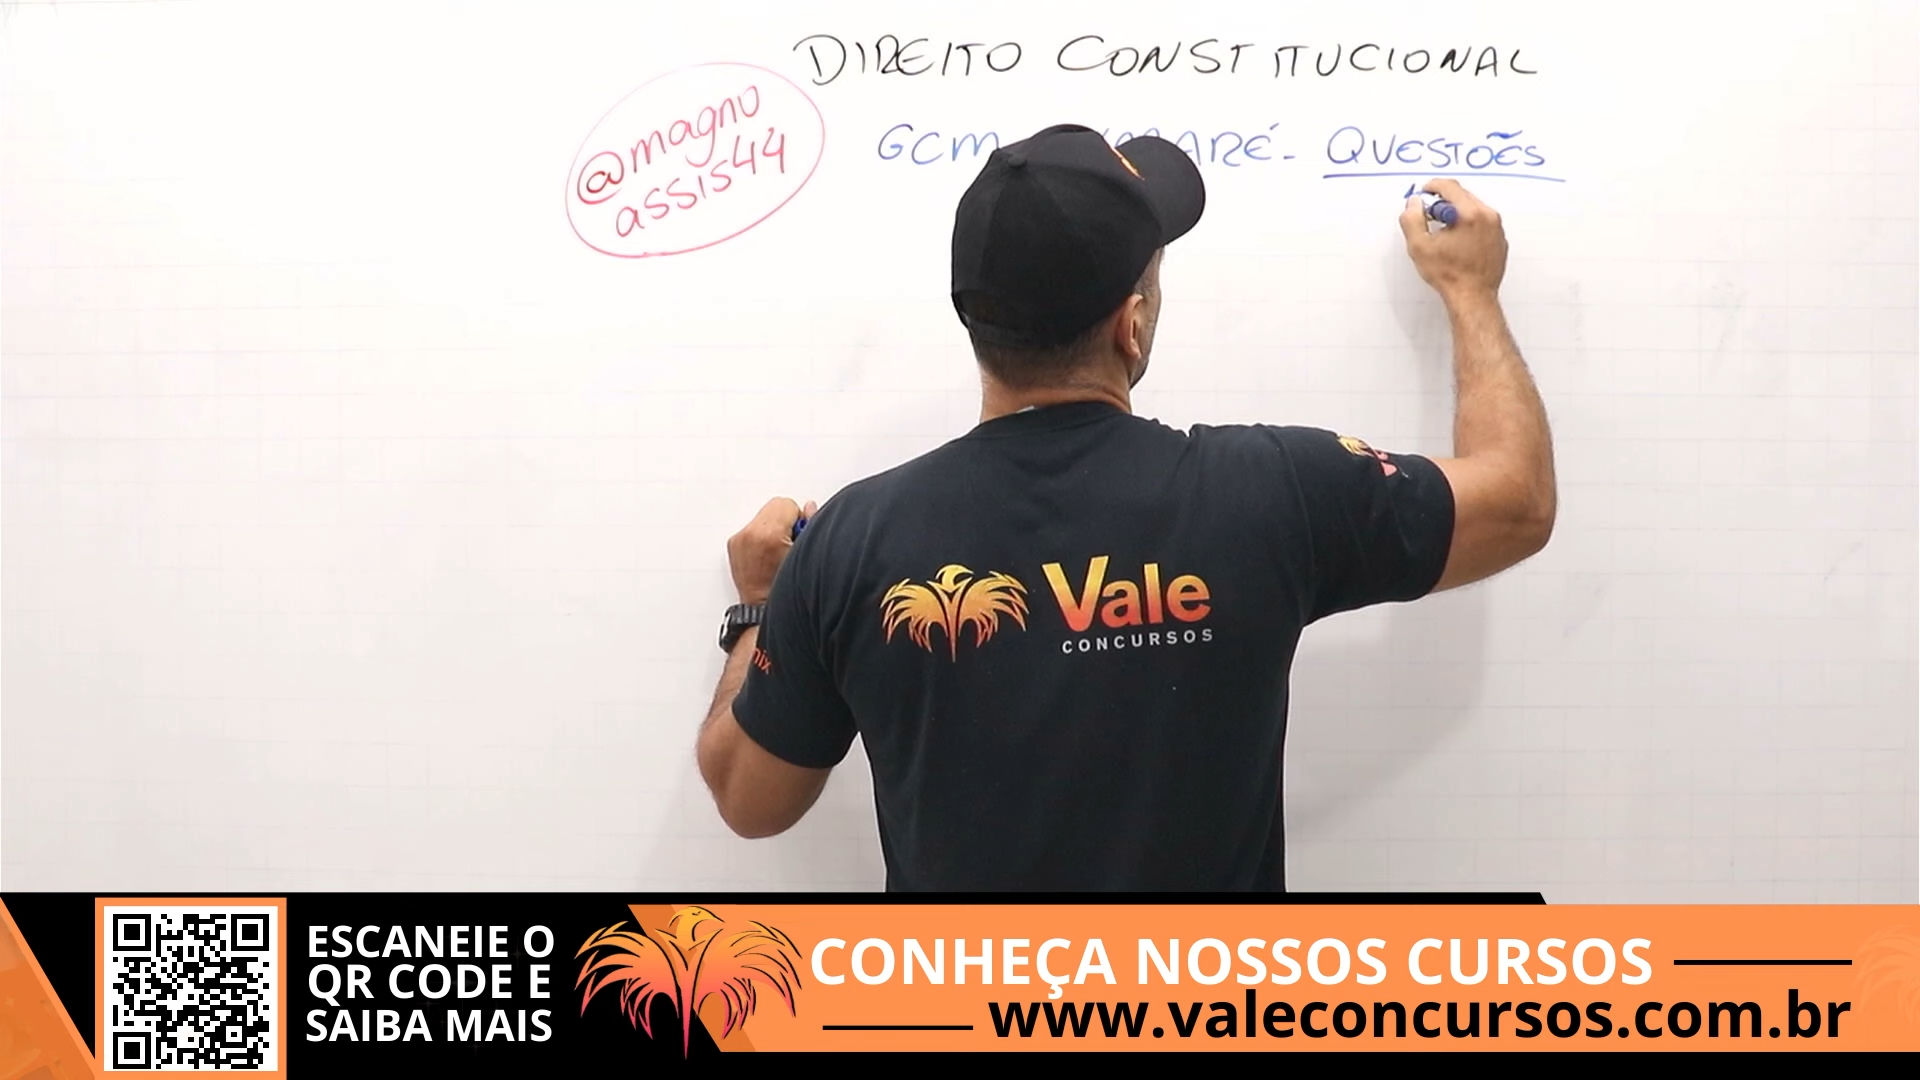 DIREITO CONSTITUCIONAL
@magno
assis44
GCM
ARÉ - QUESTÕES
Vale
CONCURSOS
nix
ESCANEIE O
QR CODE E
SAIBA MAIS
CONHEÇA NOSSOS CURSOS
www.valeconcursos.com.br